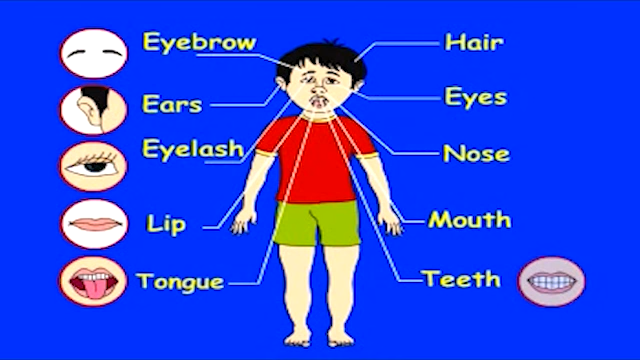 Eyebrow
Hair
Ears
Eyes
Eyelash
Nose
Lip
Mouth
Tongue
Teeth